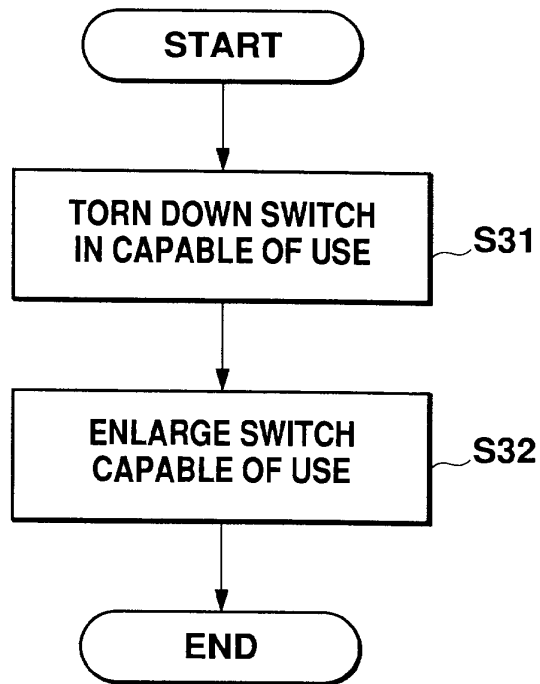 START
TORN DOWN SWITCH
IN CAPABLE OF USE
S31
ENLARGE SWITCH
CAPABLE OF USE
S32
END